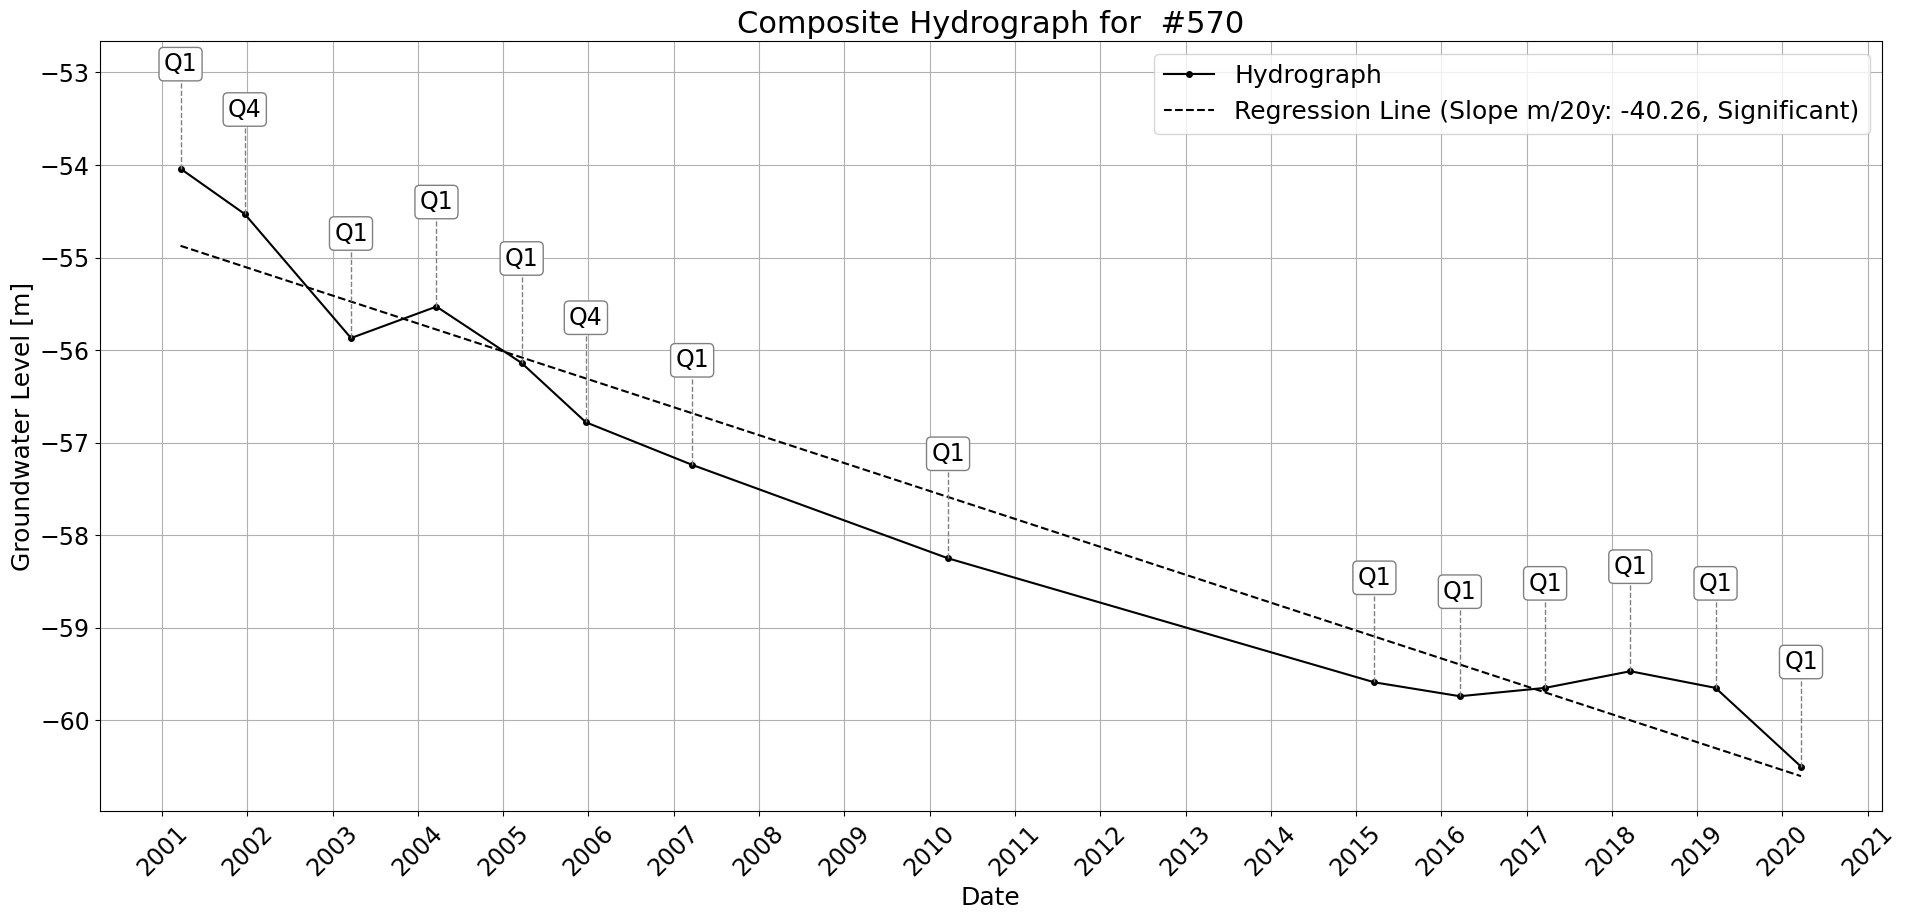 Composite Hydrograph for  #570
Hydrograph
Regression Line (Slope m/20y: -40.26, Significant)
Groundwater Level [m]
−53
−54
−55
−56
−57
−58
−59
−60
Q1
Q4
Q1
Q1
Q1
Q4
Q1
Q1
Q1
Q1
Q1
Q1
Q1
Q1
2001
2002
2003
2004
2005
2006
2007
2008
2009
2010
2011
2012
2013
2014
2015
2016
2017
2018
2019
2020
2021
Date